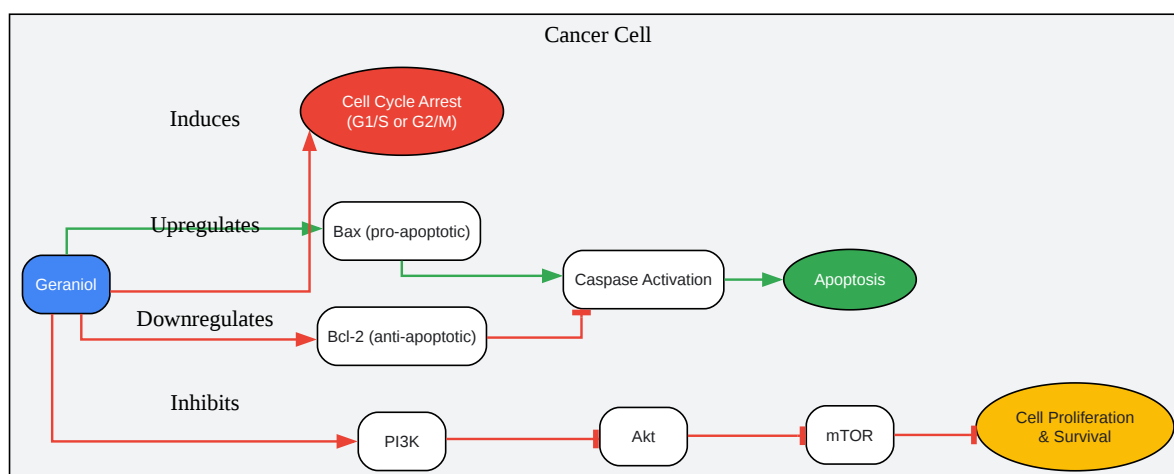 Cancer Cell
Cell Cycle Arrest
(G1/S or G2/M)
Induces
Upregulates
Bax (pro-apoptotic)
Geraniol
Caspase Activation
Apoptosis
Downregulates
Bcl-2 (anti-apoptotic)
Inhibits
PI3K
Akt
mTOR
Cell Proliferation
& Survival